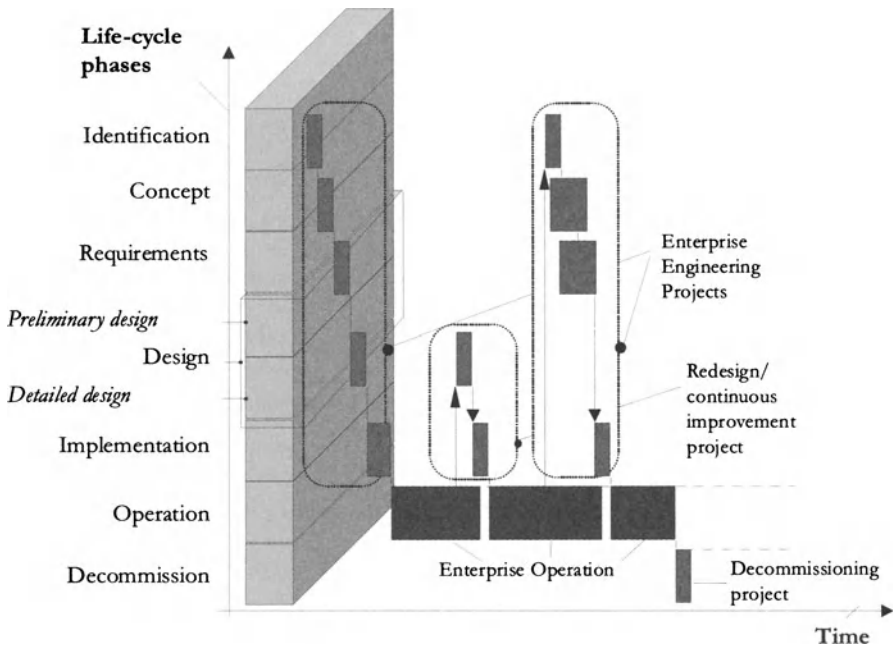 Life-cycle
phases
Identification
Concept
Requirements
Preliminary design
Design
Detailed design
Implementation
Operation
Decommission
Enterprise
Engineering
Projects
Redesign/
continuous
improvement
project
Enterprise Operation
Decommissioning
project
Time